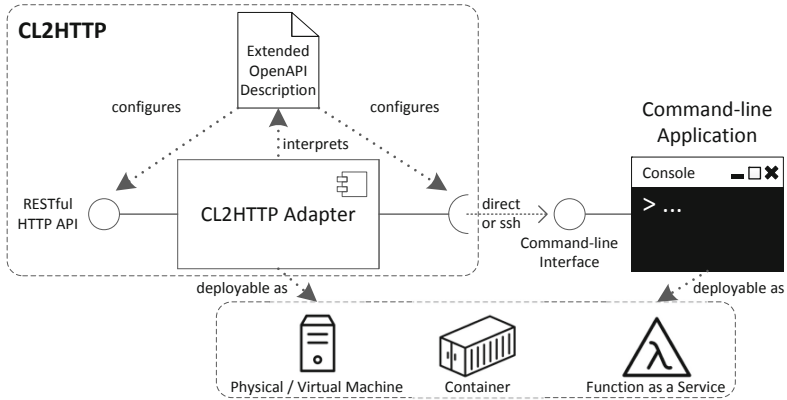 CL2HTTP
Extended
OpenAPI
Description
configures
configures
interprets
Command-line
Application
Console
> ...
RESTful
HTTP API
CL2HTTP Adapter
direct
or ssh
Command-line
Interface
deployable as
deployable as
Physical / Virtual Machine
Container
λ
Function as a Service